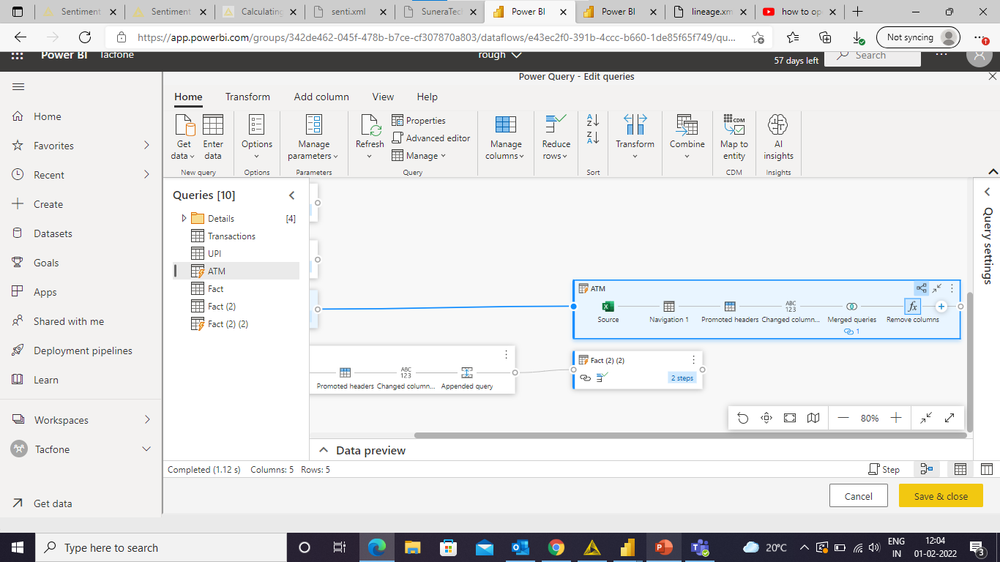 Sentiment
Sentiment
Calculating
senti.xml
SuneraTec
Power BI
Power BI
lineage.xm
how to op
https://app.powerbi.com/groups/342de462-045f-478b-b7ce-cf307870a803/dataflows/e43ec2f0-391b-4ccc-b660-1de85f65f749/qu...
Not syncing
Power BI
Tacfone
rough
57 days left
Search
Power Query - Edit queries
Home
Transform
Add column
View
Help
Get data
Enter data
New query
Options
Options
Manage parameters
Parameters
Refresh
Properties
Advanced editor
Manage
Query
Manage columns
Reduce rows
Sort
Transform
Combine
CDM
Map to entity
CDM
AI insights
Insights
Home
Favorites
Recent
Create
Datasets
Goals
Apps
Shared with me
Deployment pipelines
Learn
Workspaces
Tacfone
Get data
Queries [10]
Details [4]
Transactions
UPI
ATM
Fact
Fact (2)
Fact (2) (2)
ATM
ABC
123
fx
Source
Navigation 1
Promoted headers
Changed column...
Merged queries
Remove columns
1
ABC
123
Promoted headers
Changed column...
Appended query
Fact (2) (2)
2 steps
80%
Query settings
Data preview
Completed (1.12 s)
Columns: 5
Rows: 5
Step
Cancel
Save & close
Type here to search
20°C
ENG
IN
12:04
01-02-2022
3